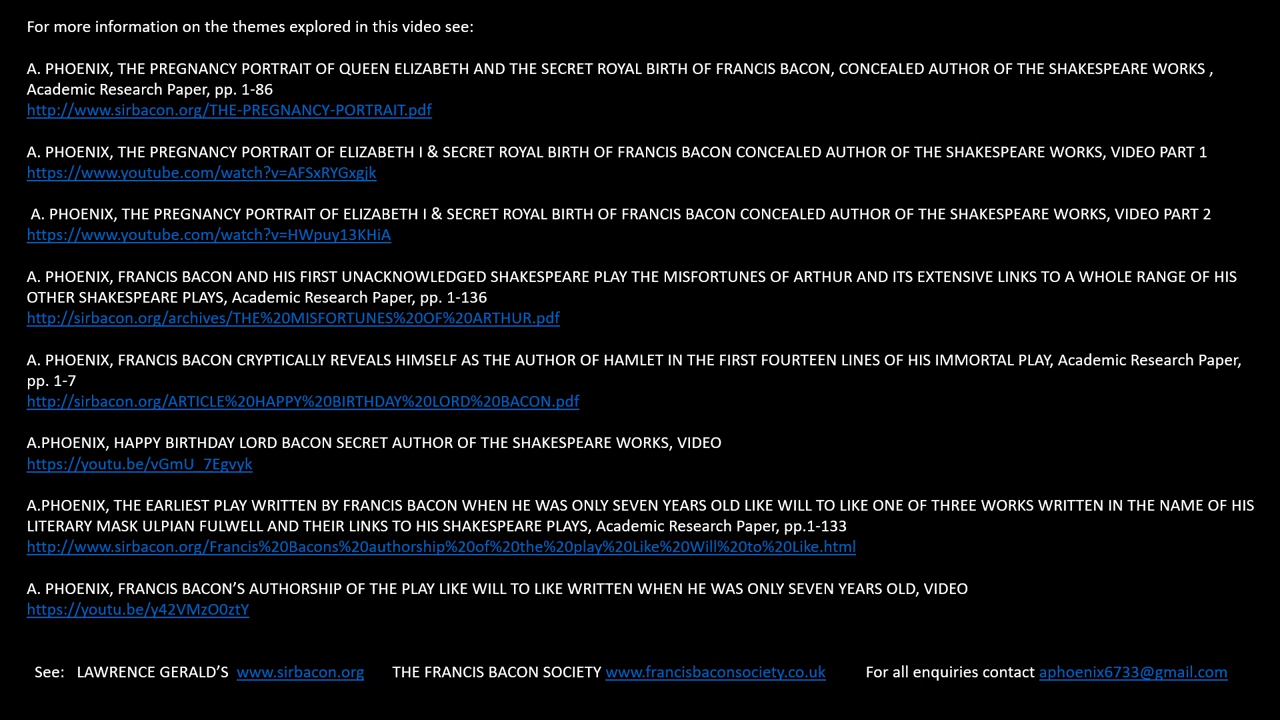 For more information on the themes explored in this video see:
A. PHOENIX, THE PREGNANCY PORTRAIT OF QUEEN ELIZABETH AND THE SECRET ROYAL BIRTH OF FRANCIS BACON, CONCEALED AUTHOR OF THE SHAKESPEARE WORKS ,
Academic Research Paper, pp. 1-86
http://www.sirbacon.org/THE-PREGNANCY-PORTRAIT.pdf
A. PHOENIX, THE PREGNANCY PORTRAIT OF ELIZABETH I & SECRET ROYAL BIRTH OF FRANCIS BACON CONCEALED AUTHOR OF THE SHAKESPEARE WORKS, VIDEO PART 1
https://www.youtube.com/watch?v=AFSxRYGxgjk
A. PHOENIX, THE PREGNANCY PORTRAIT OF ELIZABETH I & SECRET ROYAL BIRTH OF FRANCIS BACON CONCEALED AUTHOR OF THE SHAKESPEARE WORKS, VIDEO PART 2
https://www.youtube.com/watch?v=HWpuy13KHiA
A. PHOENIX, FRANCIS BACON AND HIS FIRST UNACKNOWLEDGED SHAKESPEARE PLAY THE MISFORTUNES OF ARTHUR AND ITS EXTENSIVE LINKS TO A WHOLE RANGE OF HIS
OTHER SHAKESPEARE PLAYS, Academic Research Paper, pp. 1-136
http://sirbacon.org/archives/THE%20MISFORTUNES%20OF%20ARTHUR.pdf
A. PHOENIX, FRANCIS BACON CRYPTICALLY REVEALS HIMSELF AS THE AUTHOR OF HAMLET IN THE FIRST FOURTEEN LINES OF HIS IMMORTAL PLAY, Academic Research Paper,
pp. 1-7
http://sirbacon.org/ARTICLE%20HAPPY%20BIRTHDAY%20LORD%20BACON.pdf
A.PHOENIX, HAPPY BIRTHDAY LORD BACON SECRET AUTHOR OF THE SHAKESPEARE WORKS, VIDEO
https://youtu.be/vGmU_7Egvyk
A.PHOENIX, THE EARLIEST PLAY WRITTEN BY FRANCIS BACON WHEN HE WAS ONLY SEVEN YEARS OLD LIKE WILL TO LIKE ONE OF THREE WORKS WRITTEN IN THE NAME OF HIS
LITERARY MASK ULPIAN FULWELL AND THEIR LINKS TO HIS SHAKESPEARE PLAYS, Academic Research Paper, pp.1-133
http://www.sirbacon.org/Francis%20Bacons%20authorship%20of%20the%20play%20Like%20Will%20to%20Like.html
A. PHOENIX, FRANCIS BACON’S AUTHORSHIP OF THE PLAY LIKE WILL TO LIKE WRITTEN WHEN HE WAS ONLY SEVEN YEARS OLD, VIDEO
https://youtu.be/y42VMzO0ztY
See: LAWRENCE GERALD’S www.sirbacon.org THE FRANCIS BACON SOCIETY www.francisbaconsociety.co.uk For all enquiries contact aphoenix6733@gmail.com